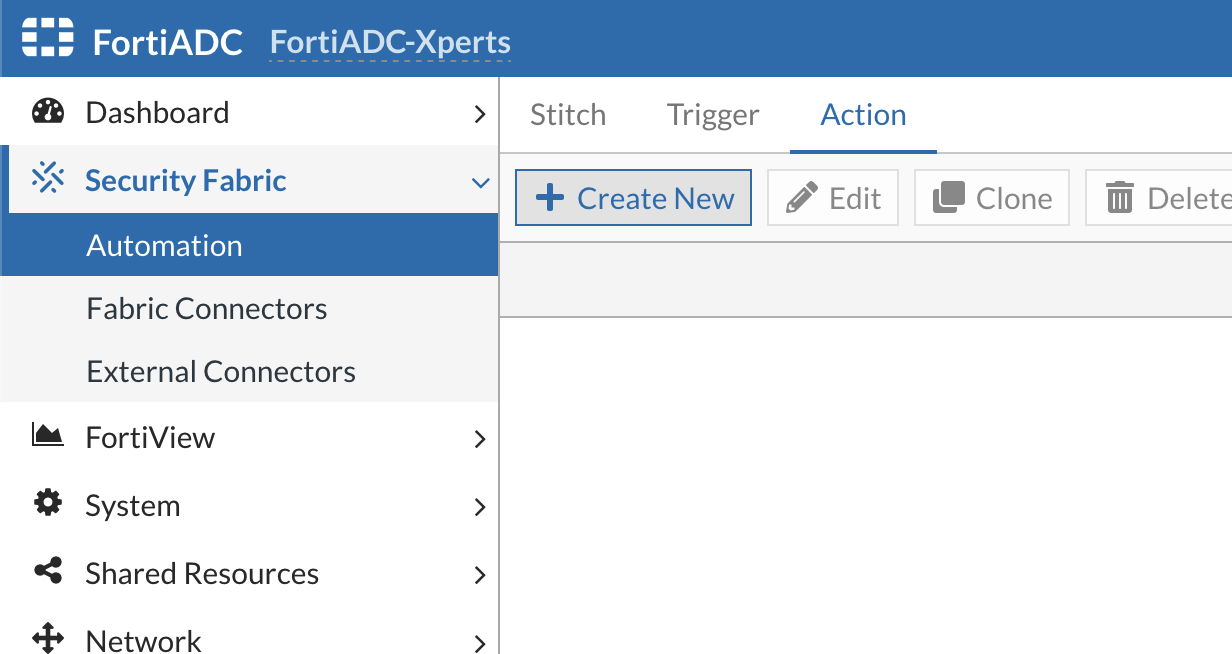 FortiADC FortiADC-Xperts
Dashboard
Security Fabric
Automation
Fabric Connectors
External Connectors
FortiView
System
Shared Resources
Network
Stitch Trigger Action
Create New Edit Clone Delete